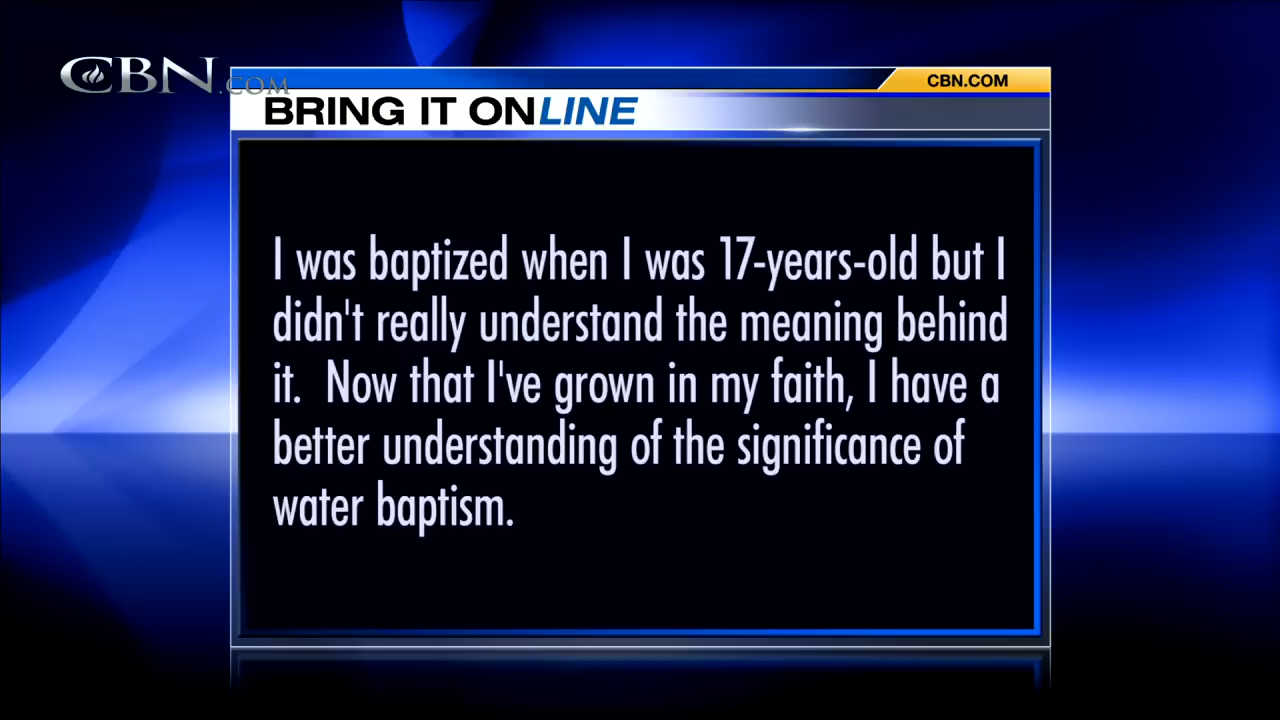 CBN.COM
CBN.COM
BRING IT ONLINE
I was baptized when I was 17-years-old but I
didn't really understand the meaning behind
it.  Now that I've grown in my faith, I have a
better understanding of the significance of
water baptism.